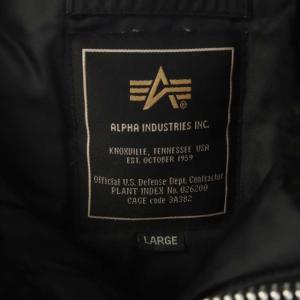 ALPHA INDUSTRIES INC.
KNOXVILLE, TENNESSEE USA
EST. OCTOBER 1959
Official U.S. Defense Dept. Contractor
PLANT INDEX No. 026200
CAGE code 3A382
LARGE